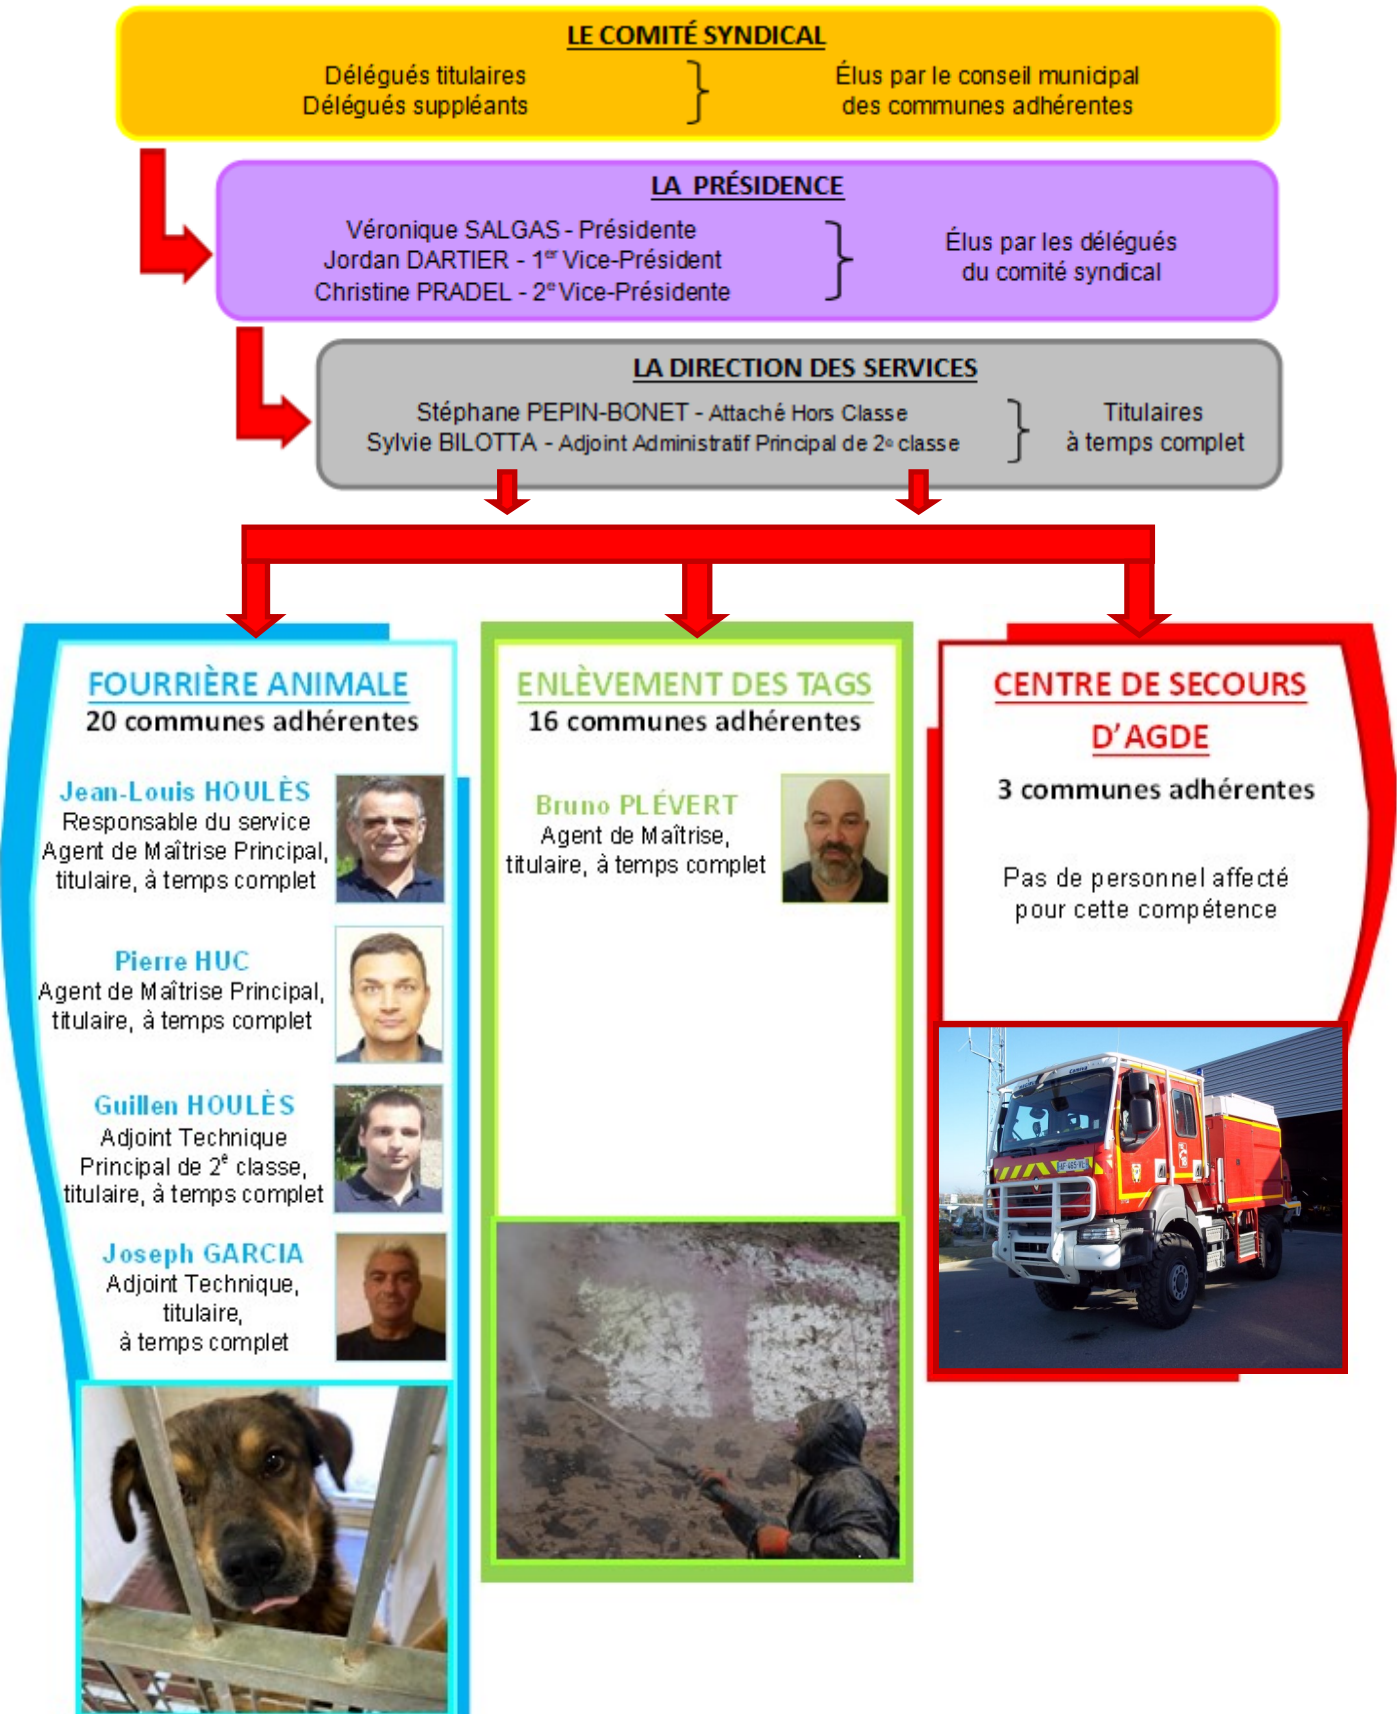 LE COMITÉ SYNDICAL
Délégués titulaires
Délégués suppléants
Élus par le conseil municipal
des communes adhérentes
LA PRÉSIDENCE
Véronique SALGAS - Présidente
Jordan DARTIER - 1er Vice-Président
Christine PRADEL - 2e Vice-Présidente
Élus par les délégués
du comité syndical
LA DIRECTION DES SERVICES
Stéphane PEPIN-BONET - Attaché Hors Classe
Sylvie BILOTTA - Adjoint Administratif Principal de 2e classe
Titulaires
à temps complet
FOURRIÈRE ANIMALE
20 communes adhérentes
Jean-Louis HOULÈS
Responsable du service
Agent de Maîtrise Principal,
titulaire, à temps complet
Pierre HUC
Agent de Maîtrise Principal,
titulaire, à temps complet
Guillen HOULÈS
Adjoint Technique
Principal de 2e classe,
titulaire, à temps complet
Joseph GARCIA
Adjoint Technique,
titulaire,
à temps complet
ENLÈVEMENT DES TAGS
16 communes adhérentes
Bruno PLÉVERT
Agent de Maîtrise,
titulaire, à temps complet
CENTRE DE SECOURS
D'AGDE
3 communes adhérentes
Pas de personnel affecté
pour cette compétence